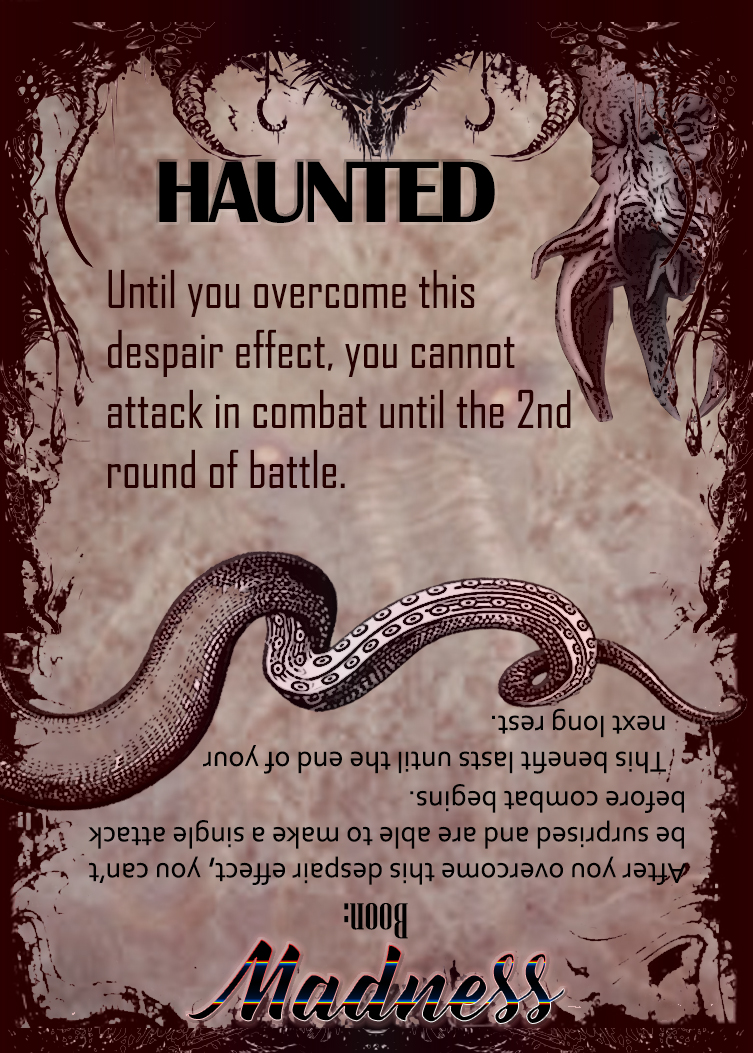 HAUNTED
Until you overcome this
despair effect, you cannot
attack in combat until the 2nd
round of battle.
Madness
Boon:
After you overcome this despair effect, you can't
be surprised and are able to make a single attack
before combat begins.
This benefit lasts until the end of your
next long rest.